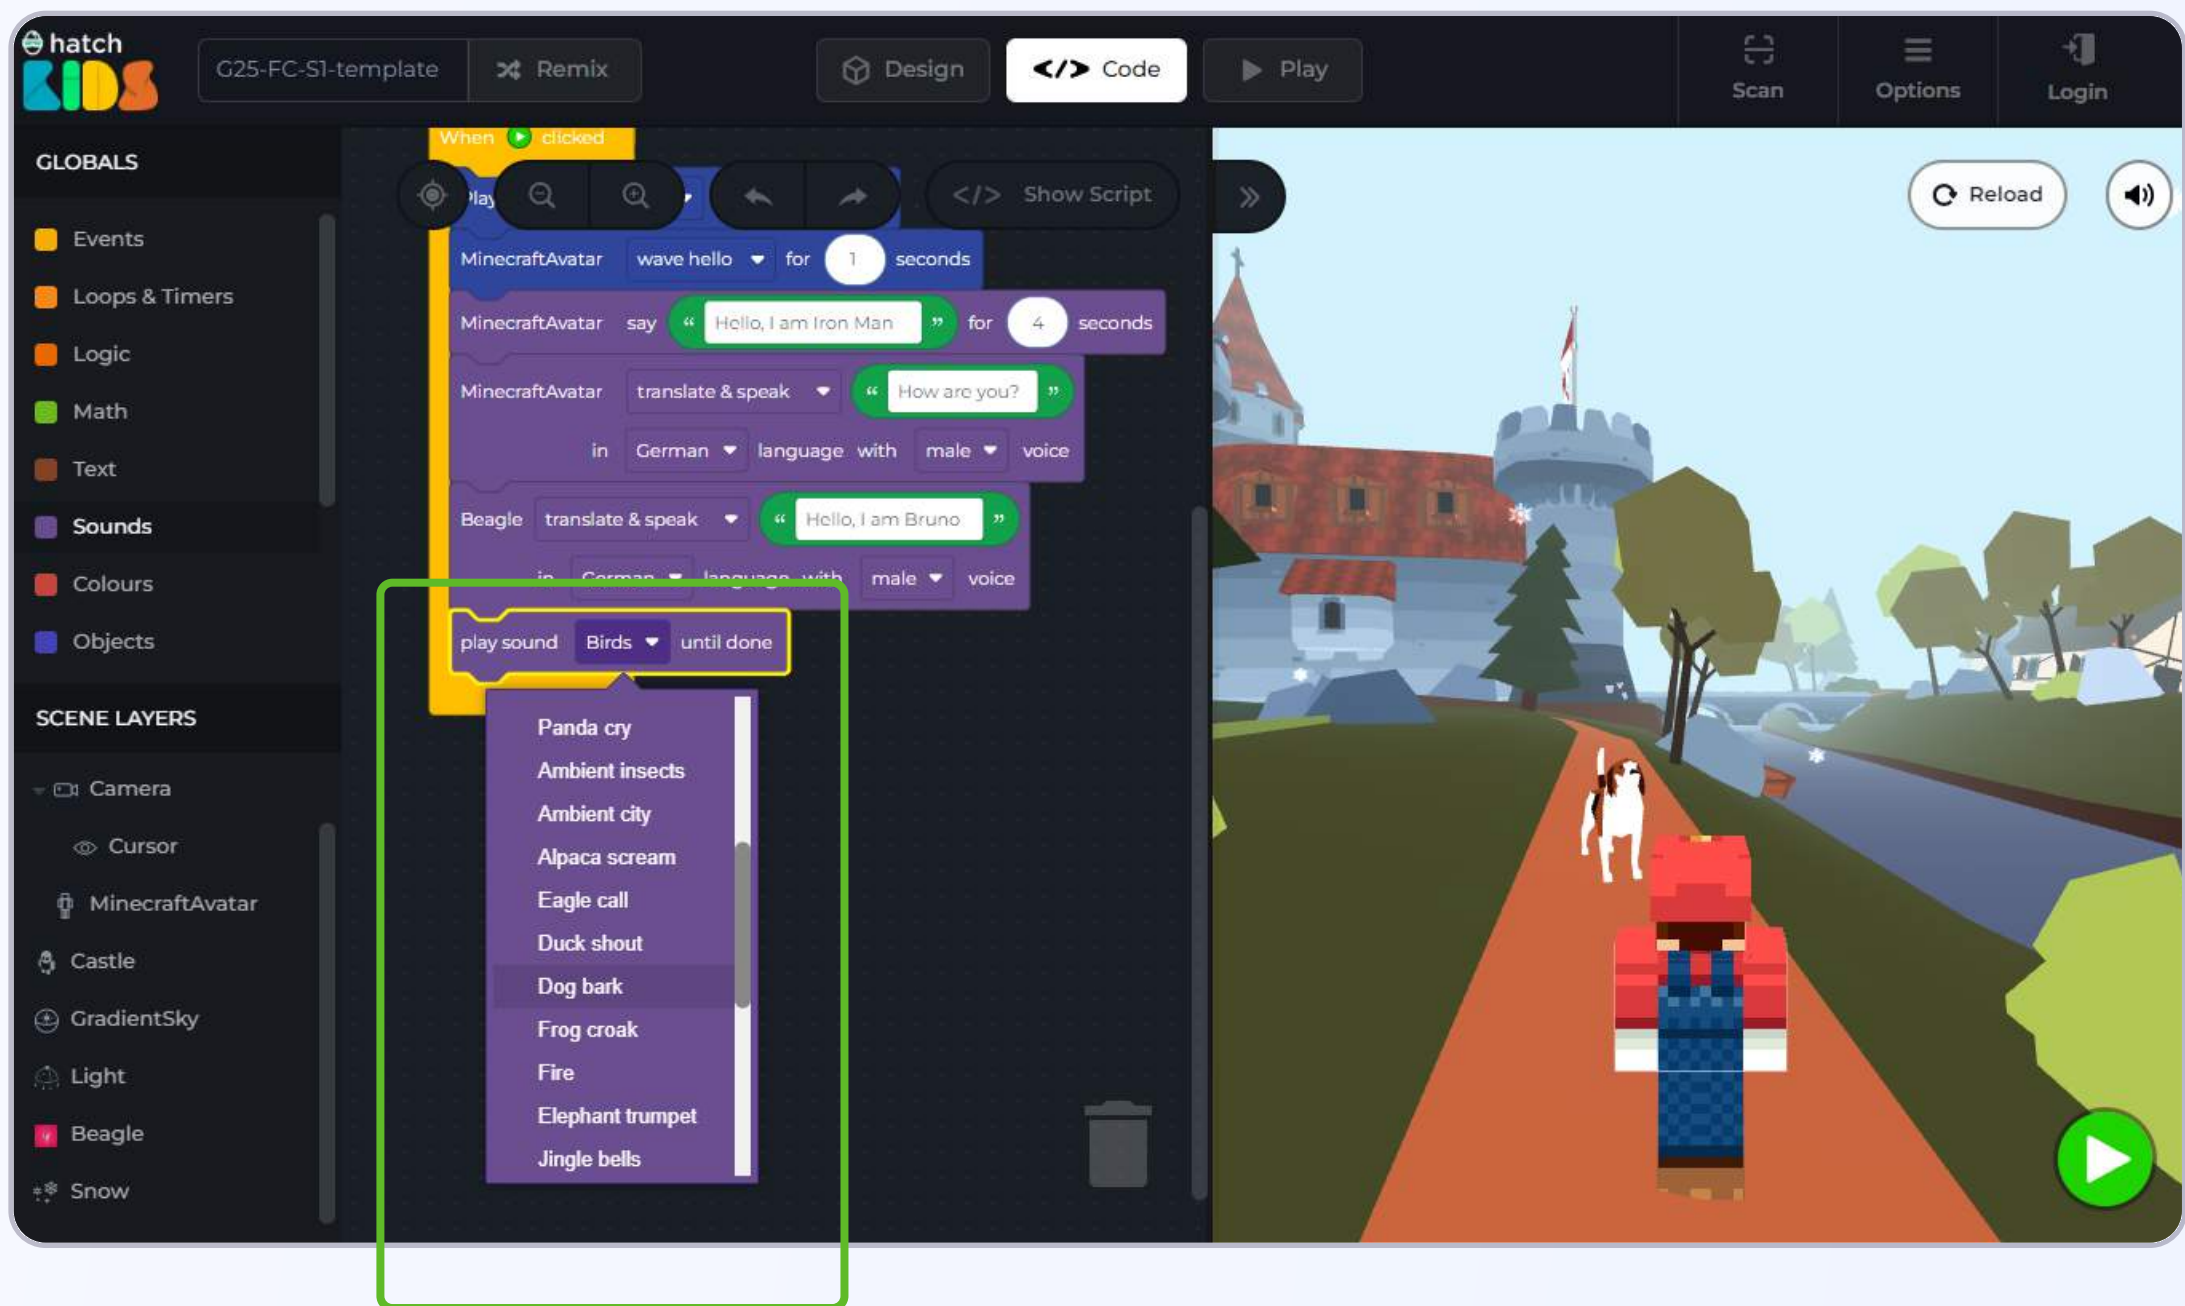 hatch
KIDS
G25-FC-S1-template
Remix
Design
</> Code
Play
Scan
Options
Login
GLOBALS
Events
Loops & Timers
Logic
Math
Text
Sounds
Colours
Objects
SCENE LAYERS
Camera
Cursor
MinecraftAvatar
Castle
GradientSky
Light
Beagle
Snow
When clicked
Play
</> Show Script
MinecraftAvatar wave hello for 1 seconds
MinecraftAvatar say “ Hello, I am Iron Man ” for 4 seconds
MinecraftAvatar translate & speak “ How are you? ”
in German language with male voice
Beagle translate & speak “ Hello, I am Bruno ”
in German language with male voice
play sound Birds until done
Panda cry
Ambient insects
Ambient city
Alpaca scream
Eagle call
Duck shout
Dog bark
Frog croak
Fire
Elephant trumpet
Jingle bells
Reload